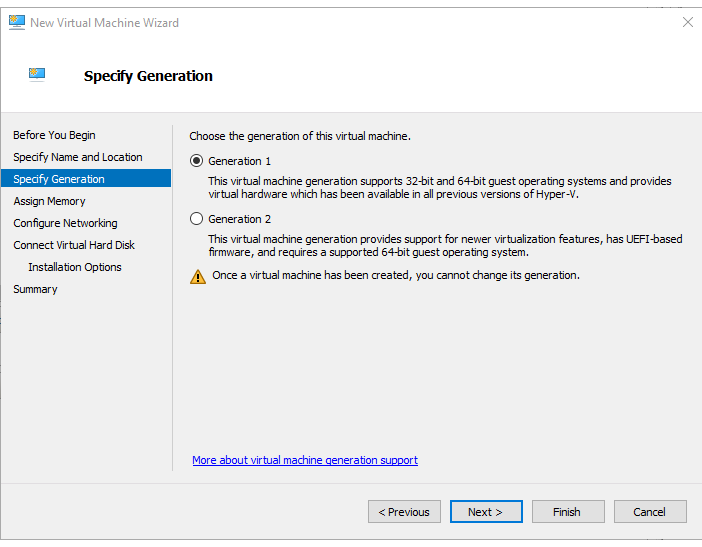 New Virtual Machine Wizard
Specify Generation
Before You Begin
Specify Name and Location
Specify Generation
Assign Memory
Configure Networking
Connect Virtual Hard Disk
Installation Options
Summary
Choose the generation of this virtual machine.
Generation 1
This virtual machine generation supports 32-bit and 64-bit guest operating systems and provides
virtual hardware which has been available in all previous versions of Hyper-V.
Generation 2
This virtual machine generation provides support for newer virtualization features, has UEFI-based
firmware, and requires a supported 64-bit guest operating system.
Once a virtual machine has been created, you cannot change its generation.
More about virtual machine generation support
< Previous
Next >
Finish
Cancel